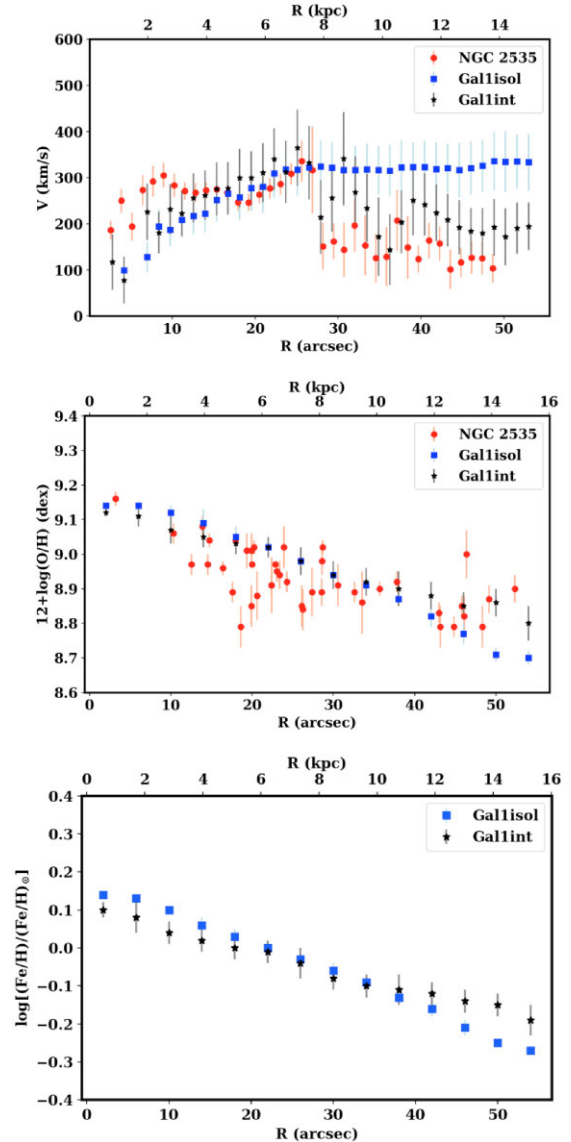 R (kpc)
0 2 4 6 8 10 12 14
600
500
400
300
200
100
0
V (km/s)
NGC 2535
Gal1isol
Gal1int
10 20 30 40 50
R (arcsec)
R (kpc)
0 2 4 6 8 10 12 14 16
9.4
9.3
9.2
9.1
9.0
8.9
8.8
8.7
8.6
12+log(O/H) (dex)
NGC 2535
Gal1isol
Gal1int
0 10 20 30 40 50
R (arcsec)
R (kpc)
0 2 4 6 8 10 12 14 16
0.4
0.3
0.2
0.1
0.0
−0.1
−0.2
−0.3
−0.4
log[(Fe/H)/(Fe/H)⊙]
Gal1isol
Gal1int
0 10 20 30 40 50
R (arcsec)